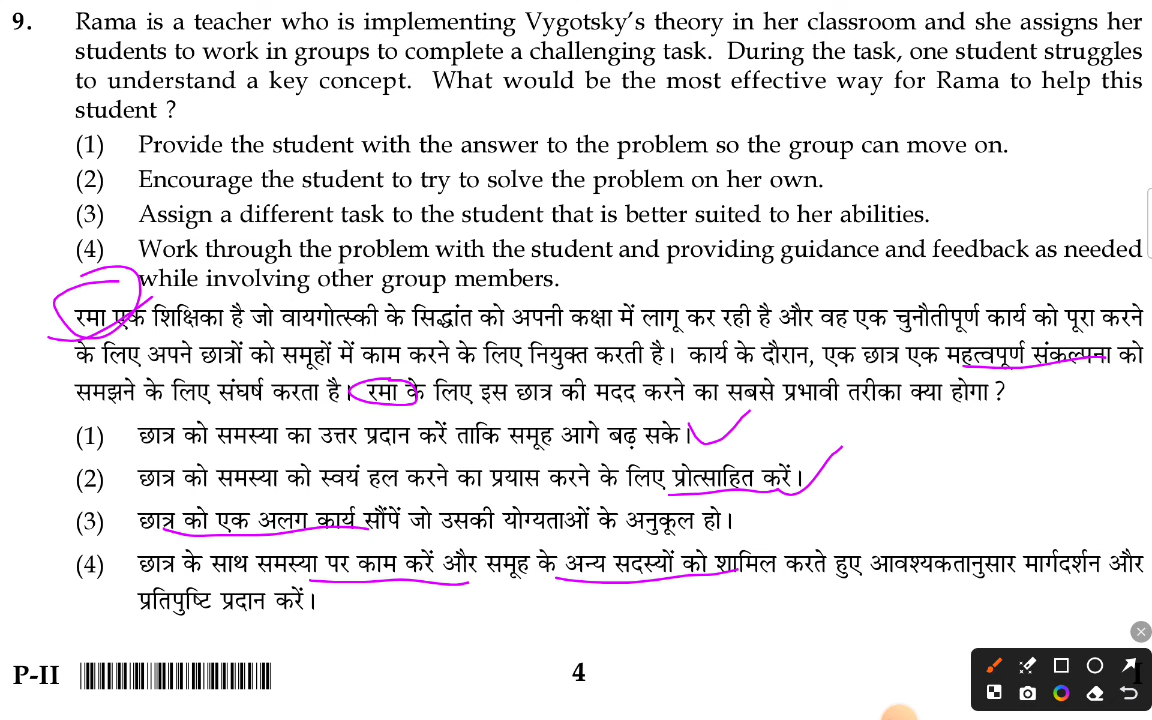 9. Rama is a teacher who is implementing Vygotsky's theory in her classroom and she assigns her
students to work in groups to complete a challenging task. During the task, one student struggles
to understand a key concept. What would be the most effective way for Rama to help this
student ?
(1) Provide the student with the answer to the problem so the group can move on.
(2) Encourage the student to try to solve the problem on her own.
(3) Assign a different task to the student that is better suited to her abilities.
(4) Work through the problem with the student and providing guidance and feedback as needed
while involving other group members.
रमा एक शिक्षिका है जो वायगोत्स्की के सिद्धांत को अपनी कक्षा में लागू कर रही है और वह एक चुनौतीपूर्ण कार्य को पूरा करने
के लिए अपने छात्रों को समूहों में काम करने के लिए नियुक्त करती है। कार्य के दौरान, एक छात्र एक महत्वपूर्ण संकल्पना को
समझने के लिए संघर्ष करता है। रमा के लिए इस छात्र की मदद करने का सबसे प्रभावी तरीका क्या होगा ?
(1) छात्र को समस्या का उत्तर प्रदान करें ताकि समूह आगे बढ़ सके।
(2) छात्र को समस्या को स्वयं हल करने का प्रयास करने के लिए प्रोत्साहित करें।
(3) छात्र को एक अलग कार्य सौंपें जो उसकी योग्यताओं के अनुकूल हो।
(4) छात्र के साथ समस्या पर काम करें और समूह के अन्य सदस्यों को शामिल करते हुए आवश्यकतानुसार मार्गदर्शन और
प्रतिपुष्टि प्रदान करें।
P-II 4 I